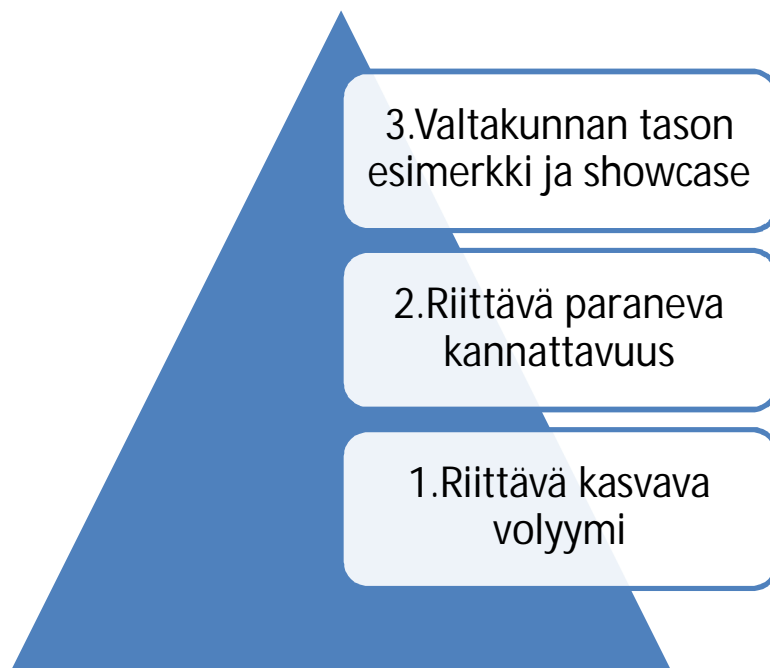 3.Valtakunnan tason
esimerkki ja showcase
2.Riittävä paraneva
kannattavuus
1.Riittävä kasvava
volyymi